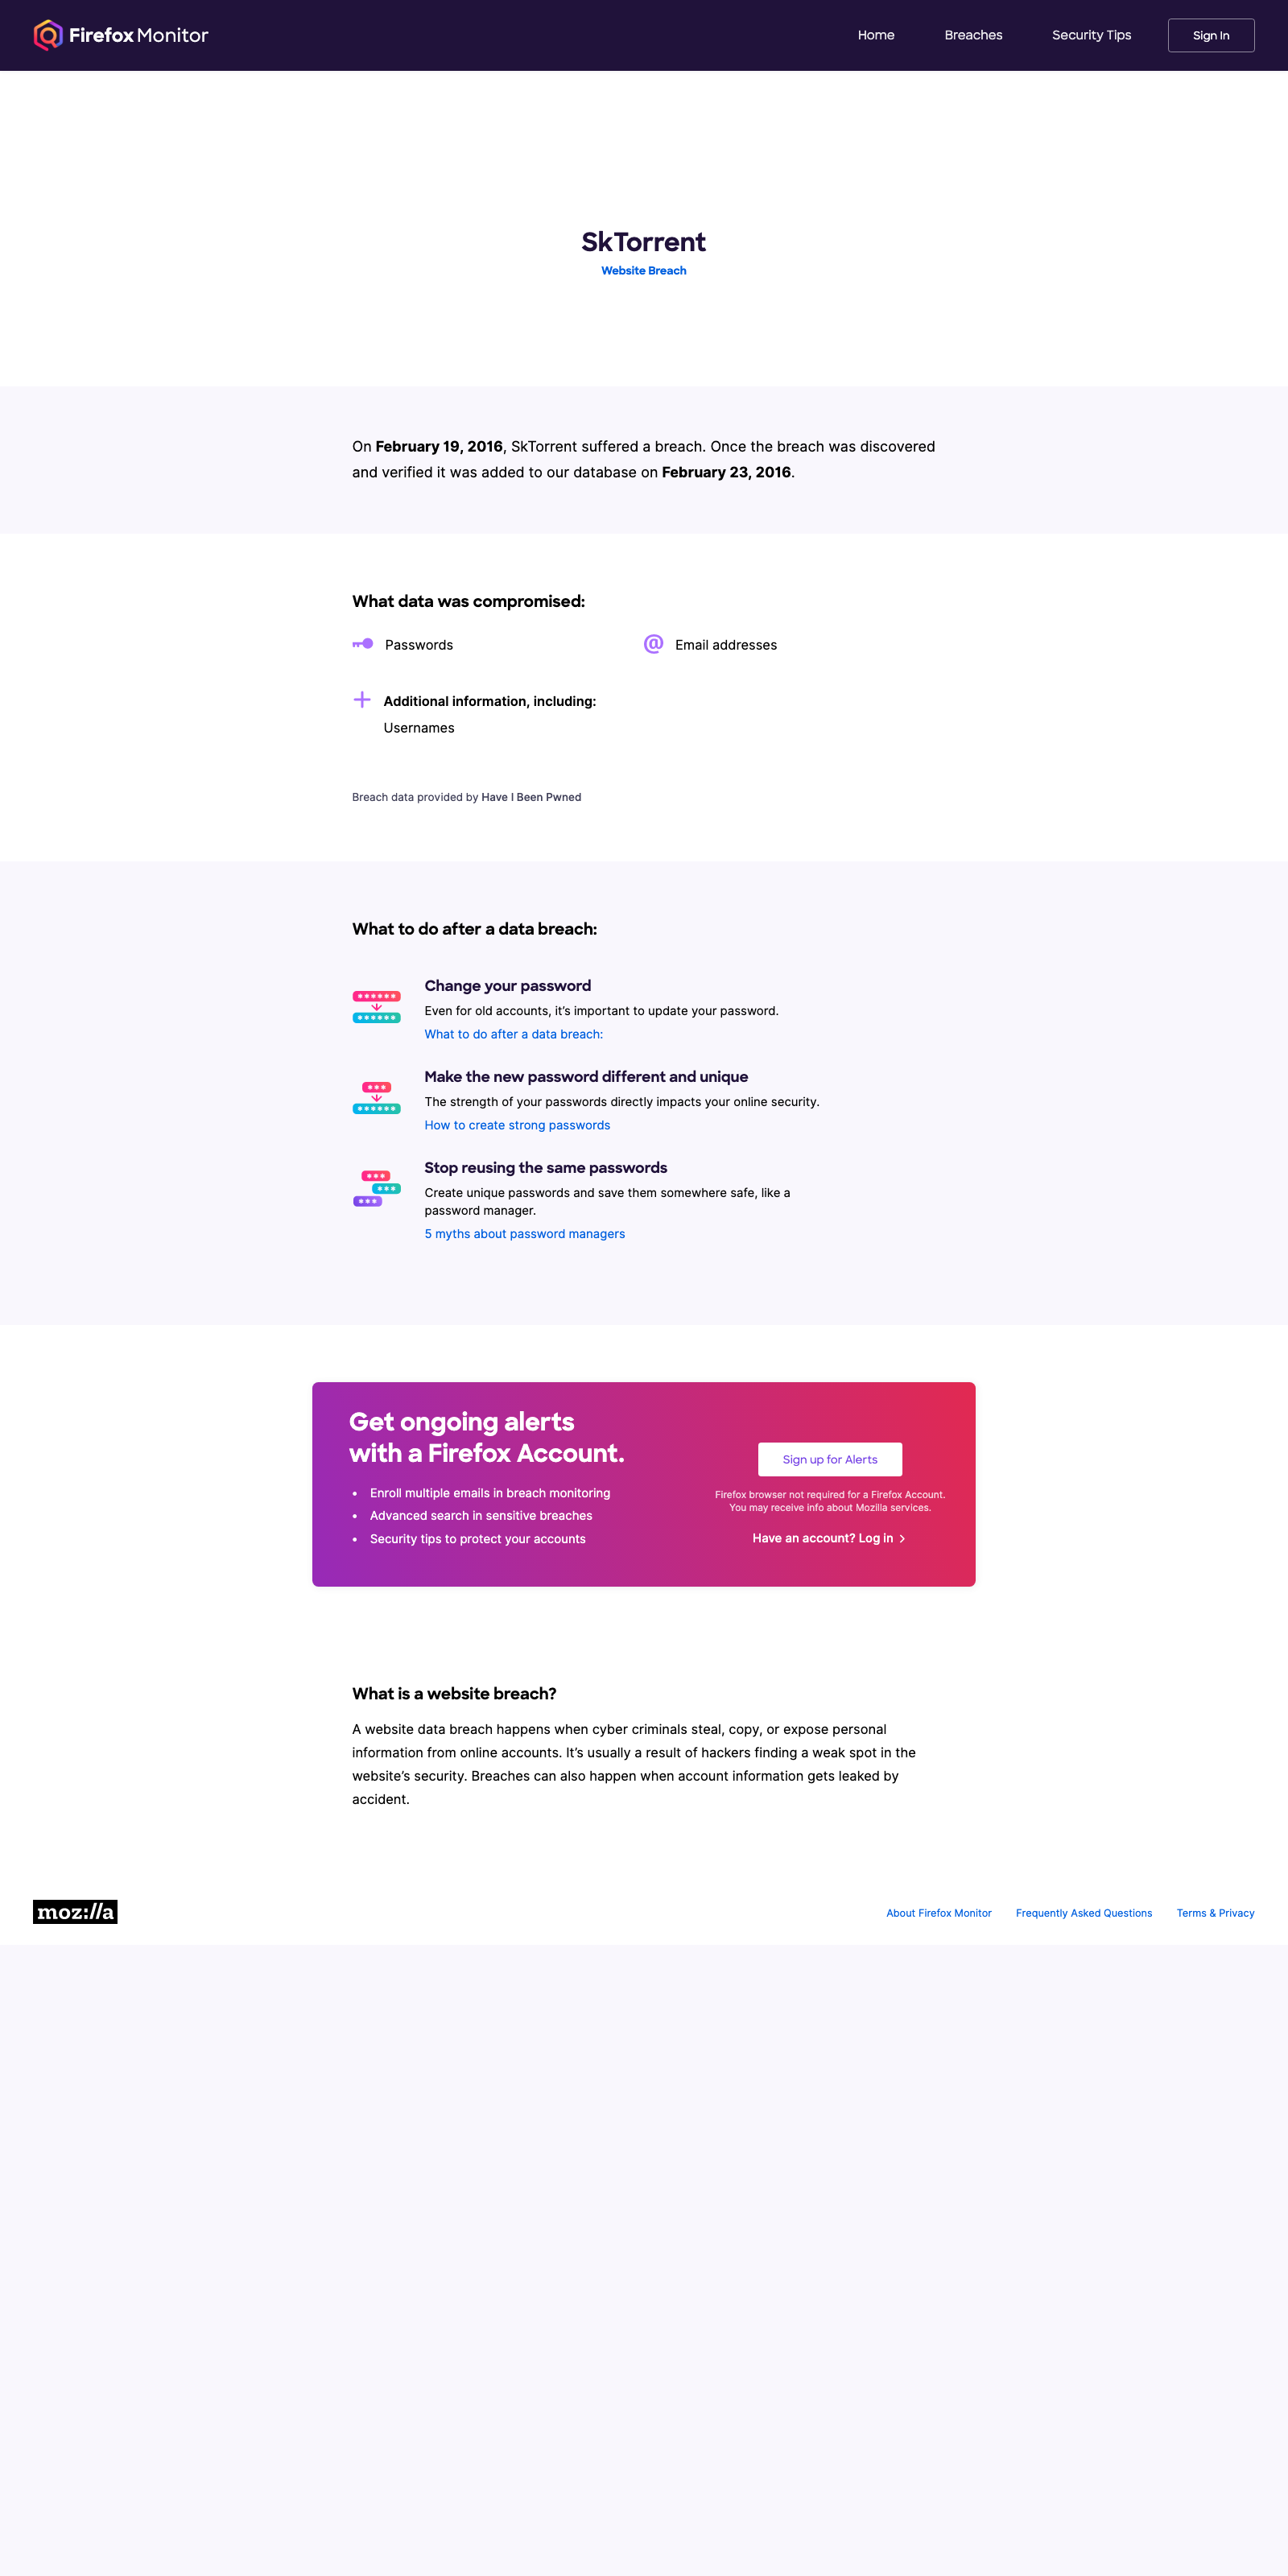 Firefox Monitor
Home
Breaches
Security Tips
Sign In
SkTorrent
Website Breach
On February 19, 2016, SkTorrent suffered a breach. Once the breach was discovered
and verified it was added to our database on February 23, 2016.
What data was compromised:
Passwords
@ Email addresses
Additional information, including:
Usernames
Breach data provided by Have I Been Pwned
What to do after a data breach:
Change your password
Even for old accounts, it’s important to update your password.
What to do after a data breach:
Make the new password different and unique
The strength of your passwords directly impacts your online security.
How to create strong passwords
Stop reusing the same passwords
Create unique passwords and save them somewhere safe, like a
password manager.
5 myths about password managers
Get ongoing alerts
with a Firefox Account.
• Enroll multiple emails in breach monitoring
• Advanced search in sensitive breaches
• Security tips to protect your accounts
Sign up for Alerts
Firefox browser not required for a Firefox Account.
You may receive info about Mozilla services.
Have an account? Log in
What is a website breach?
A website data breach happens when cyber criminals steal, copy, or expose personal
information from online accounts. It’s usually a result of hackers finding a weak spot in the
website’s security. Breaches can also happen when account information gets leaked by
accident.
moz://a
About Firefox Monitor
Frequently Asked Questions
Terms & Privacy